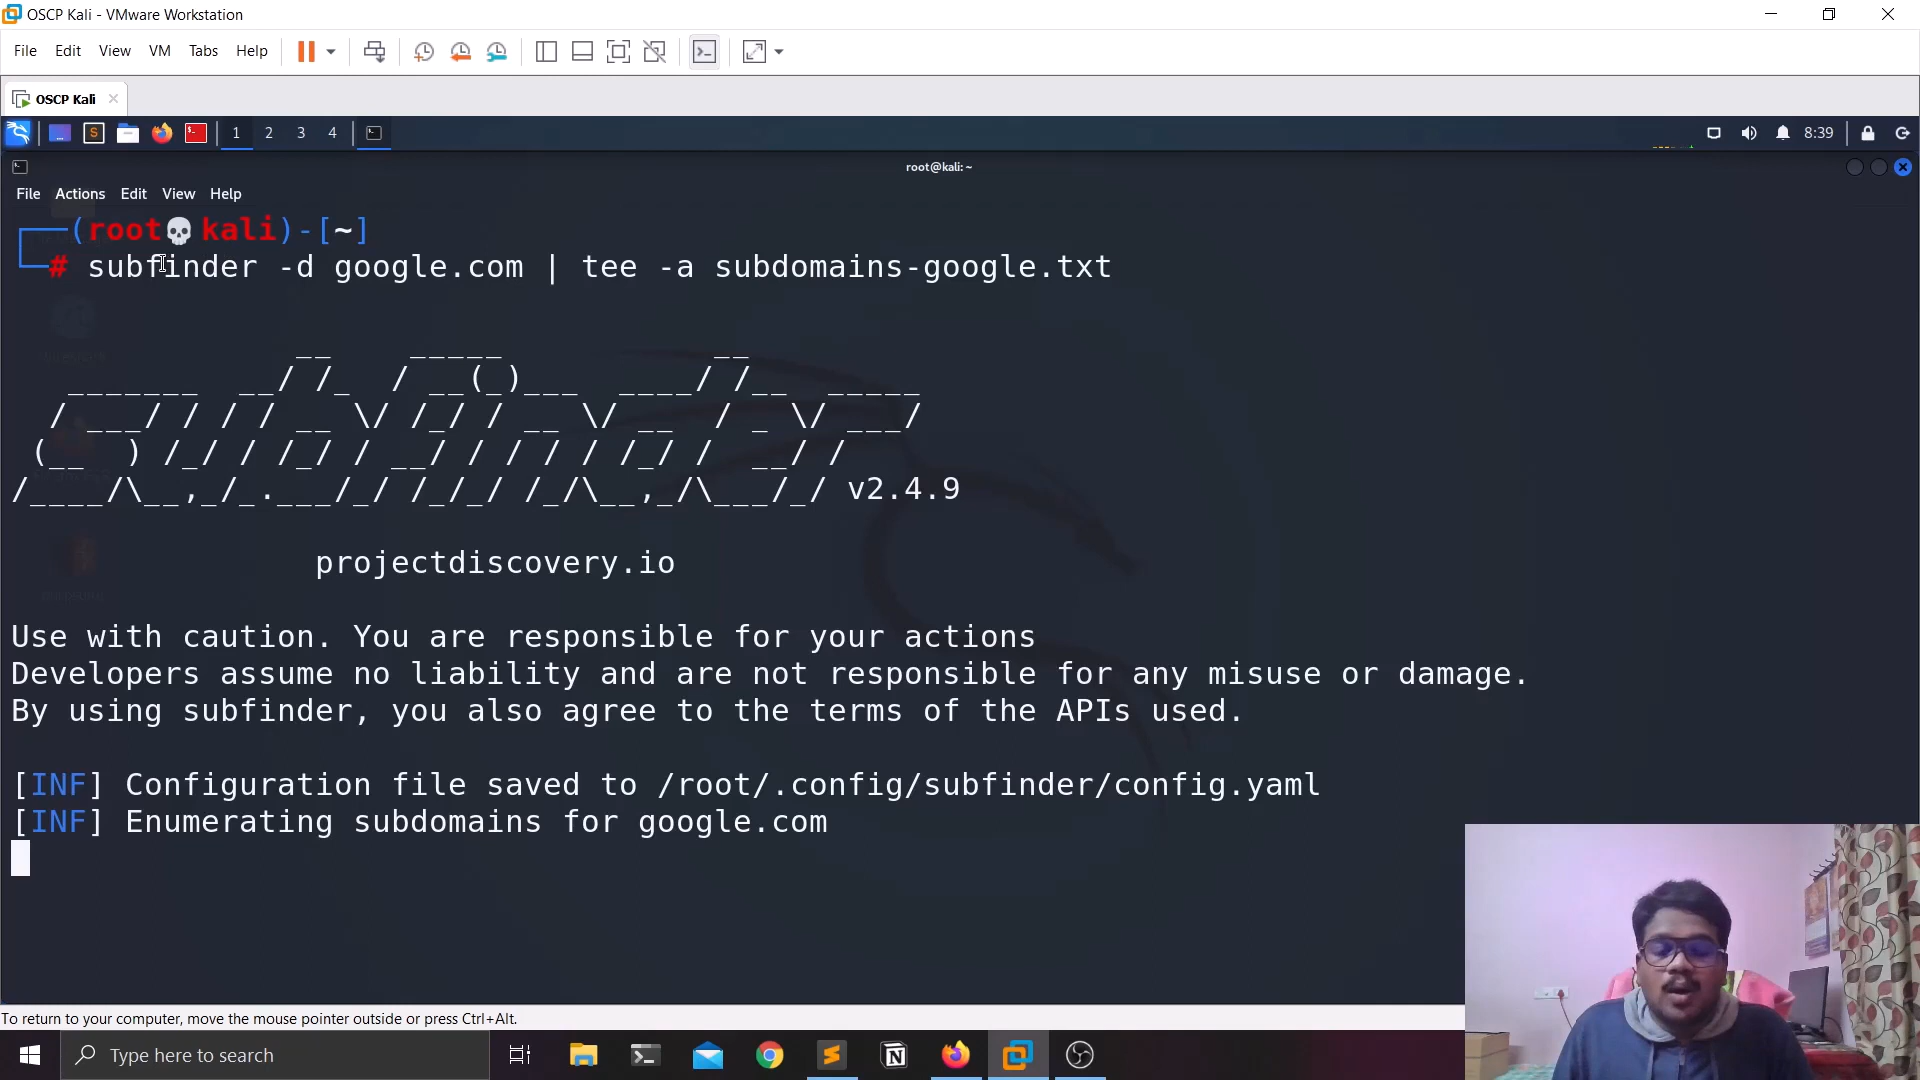 OSCP Kali - VMware Workstation
File Edit View VM Tabs Help
OSCP Kali
1 2 3 4 8:39
root@kali: ~
File Actions Edit View Help
(root💀kali)-[~]
# subfinder -d google.com | tee -a subdomains-google.txt
v2.4.9
projectdiscovery.io
Use with caution. You are responsible for your actions
Developers assume no liability and are not responsible for any misuse or damage.
By using subfinder, you also agree to the terms of the APIs used.
[INF] Configuration file saved to /root/.config/subfinder/config.yaml
[INF] Enumerating subdomains for google.com
To return to your computer, move the mouse pointer outside or press Ctrl+Alt.
Type here to search